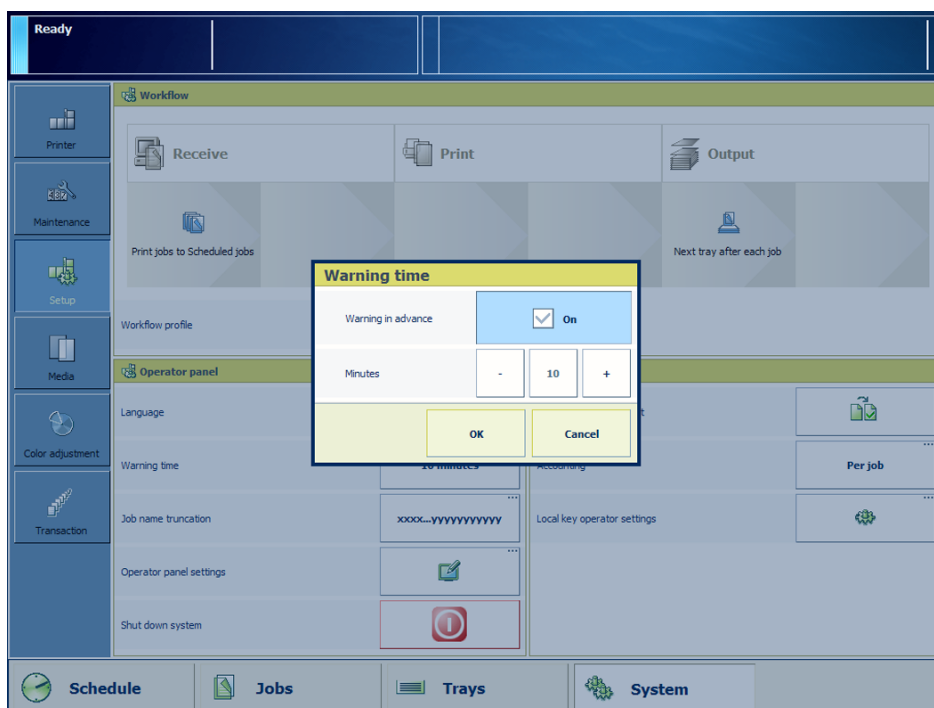 Ready
Workflow
Printer
Receive
Print
Output
Maintenance
Print jobs to Scheduled jobs
Next tray after each job
Setup
Warning time
Warning in advance
On
Workflow profile
Minutes
-
10
+
Media
Operator panel
Language
OK
Cancel
Color adjustment
Warning time
10 minutes
Accounting
Per job
Job name truncation
xxxx...yyyyyyyyyyy
Local key operator settings
Transaction
Operator panel settings
Shut down system
Schedule
Jobs
Trays
System